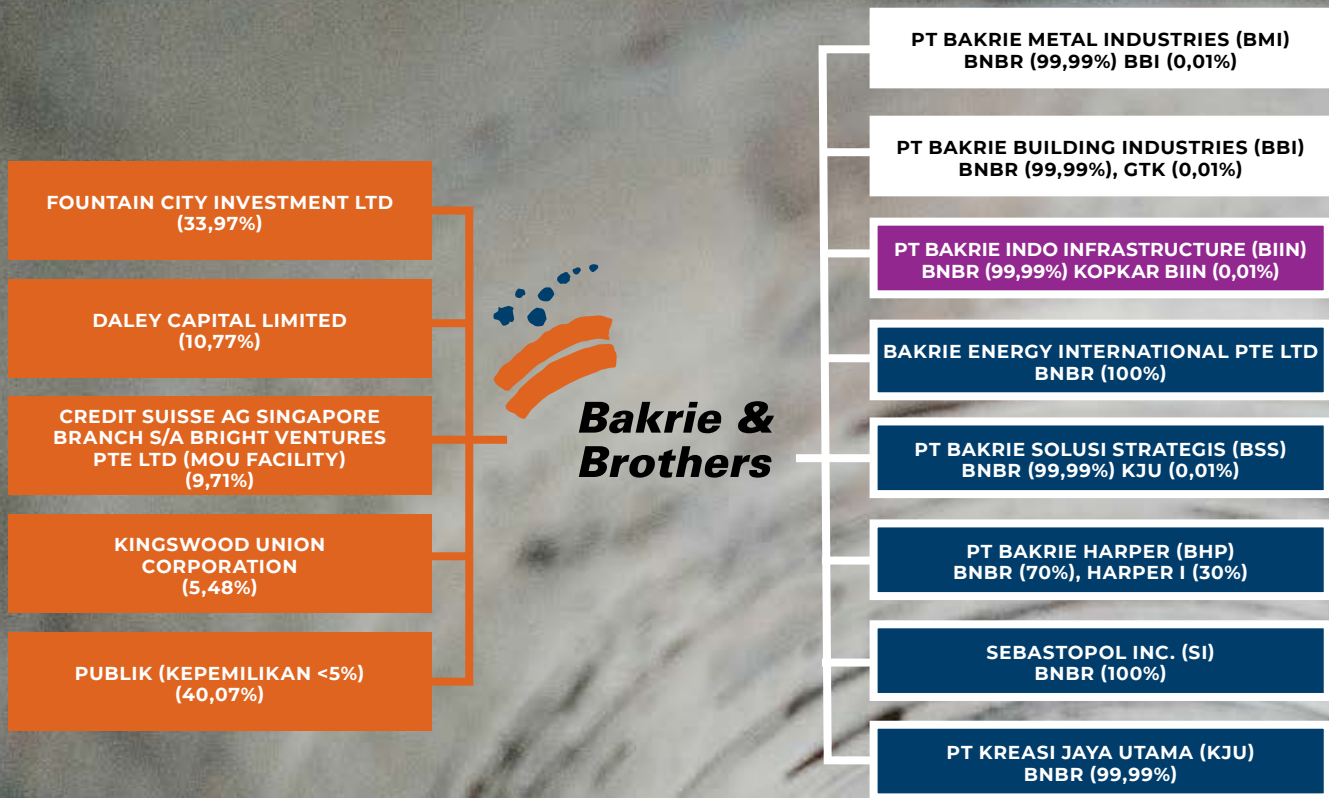 FOUNTAIN CITY INVESTMENT LTD
(33,97%)
DALEY CAPITAL LIMITED
(10,77%)
CREDIT SUISSE AG SINGAPORE
BRANCH S/A BRIGHT VENTURES
PTE LTD (MOU FACILITY)
(9,71%)
KINGSWOOD UNION
CORPORATION
(5,48%)
PUBLIK (KEPEMILIKAN <5%)
(40,07%)
Bakrie &
Brothers
PT BAKRIE METAL INDUSTRIES (BMI)
BNBR (99,99%) BBI (0,01%)
PT BAKRIE BUILDING INDUSTRIES (BBI)
BNBR (99,99%), GTK (0,01%)
PT BAKRIE INDO INFRASTRUCTURE (BIIN)
BNBR (99,99%) KOPKAR BIIN (0,01%)
BAKRIE ENERGY INTERNATIONAL PTE LTD
BNBR (100%)
PT BAKRIE SOLUSI STRATEGIS (BSS)
BNBR (99,99%) KJU (0,01%)
PT BAKRIE HARPER (BHP)
BNBR (70%), HARPER I (30%)
SEBASTOPOL INC. (SI)
BNBR (100%)
PT KREASI JAYA UTAMA (KJU)
BNBR (99,99%)